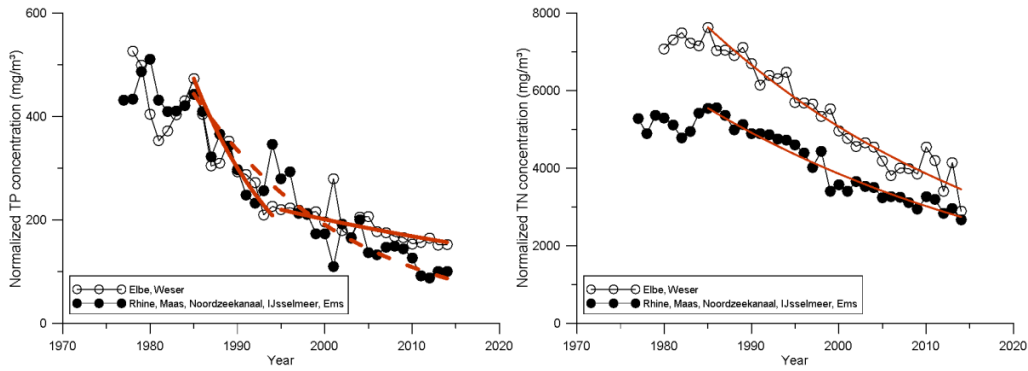 600
400
200
0
Normalized TP concentration (mg/m³)
Elbe, Weser
Rhine, Maas, Noordzeekanaal, IJsselmeer, Ems
1970 1980 1990 2000 2010 2020
Year
8000
6000
4000
2000
0
Normalized TN concentration (mg/m³)
Elbe, Weser
Rhine, Maas, Noordzeekanaal, IJsselmeer, Ems
1970 1980 1990 2000 2010 2020
Year